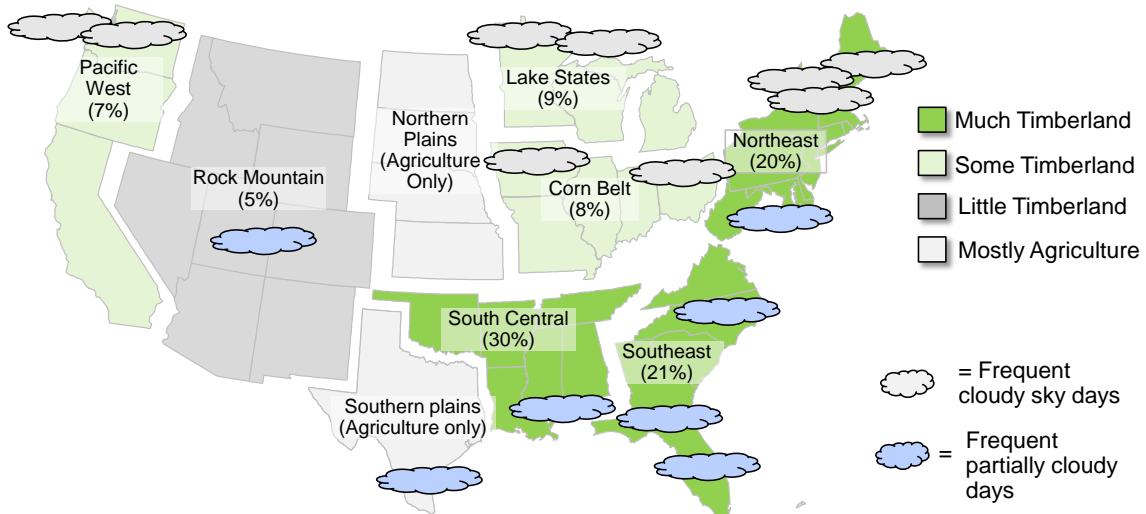 Pacific
West
(7%)
Rock Mountain
(5%)
Northern
Plains
(Agriculture
Only)
Lake States
(9%)
Corn Belt
(8%)
Northeast
(20%)
South Central
(30%)
Southeast
(21%)
Southern plains
(Agriculture only)
Much Timberland
Some Timberland
Little Timberland
Mostly Agriculture
= Frequent
cloudy sky days
= Frequent
partially cloudy
days